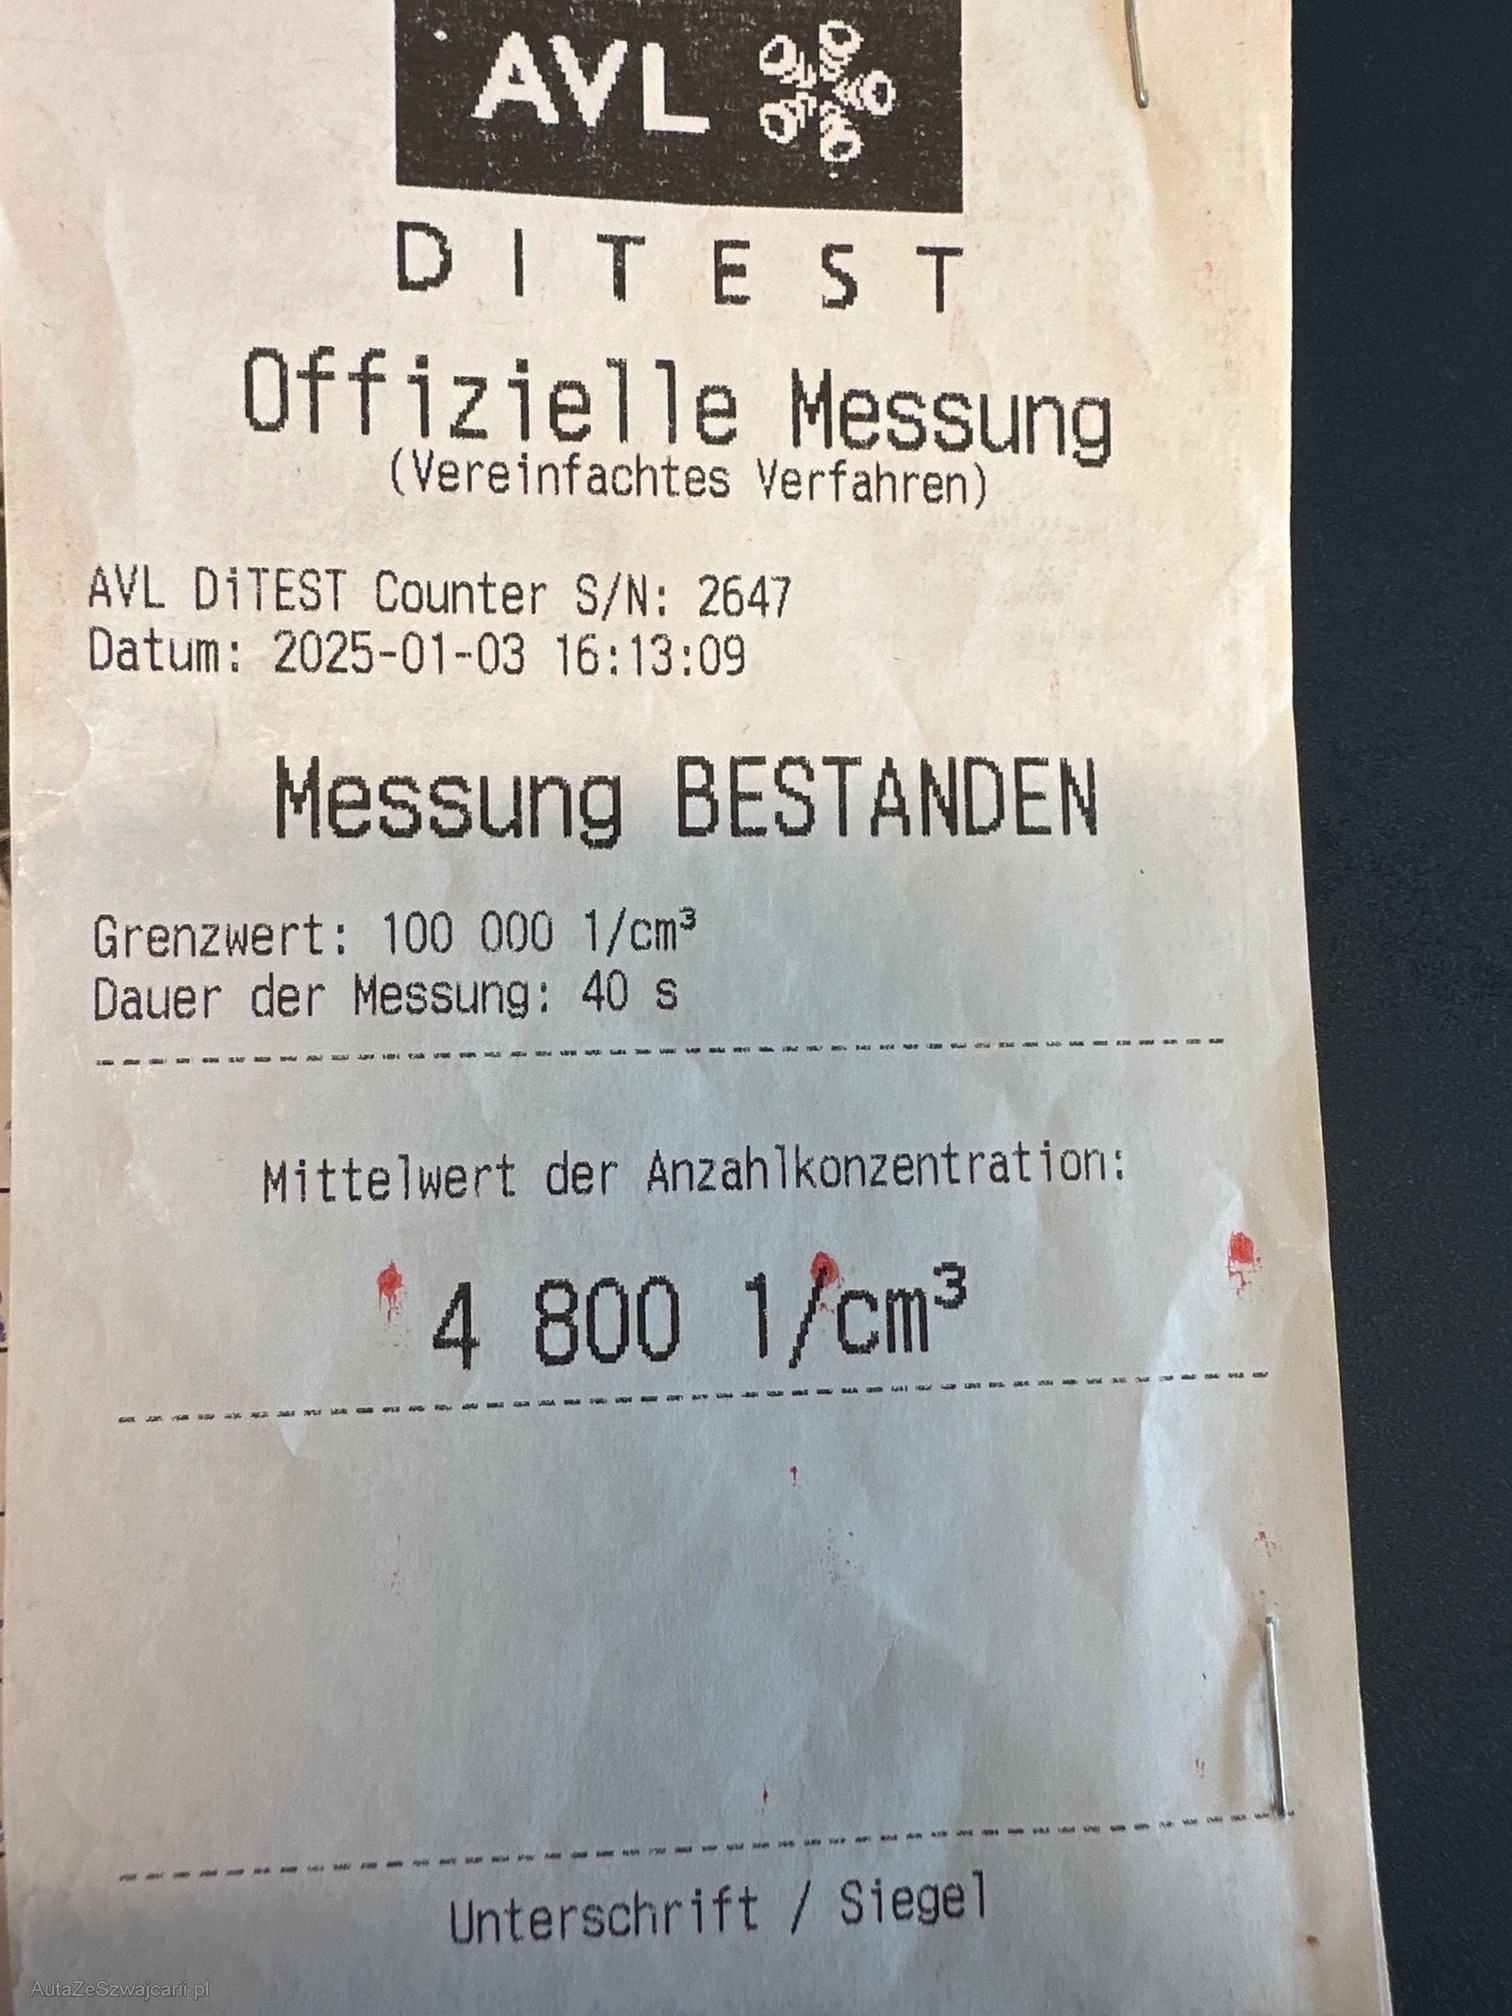 AVL
DITEST
Offizielle Messung
(Vereinfachtes Verfahren)
AVL DiTEST Counter S/N: 2647
Datum: 2025-01-03 16:13:09
Messung BESTANDEN
Grenzwert: 100 000 1/cm³
Dauer der Messung: 40 s
Mittelwert der Anzahlkonzentration:
4 800 1/cm³
Unterschrift / Siegel
AutaZeSzwajcarii.pl